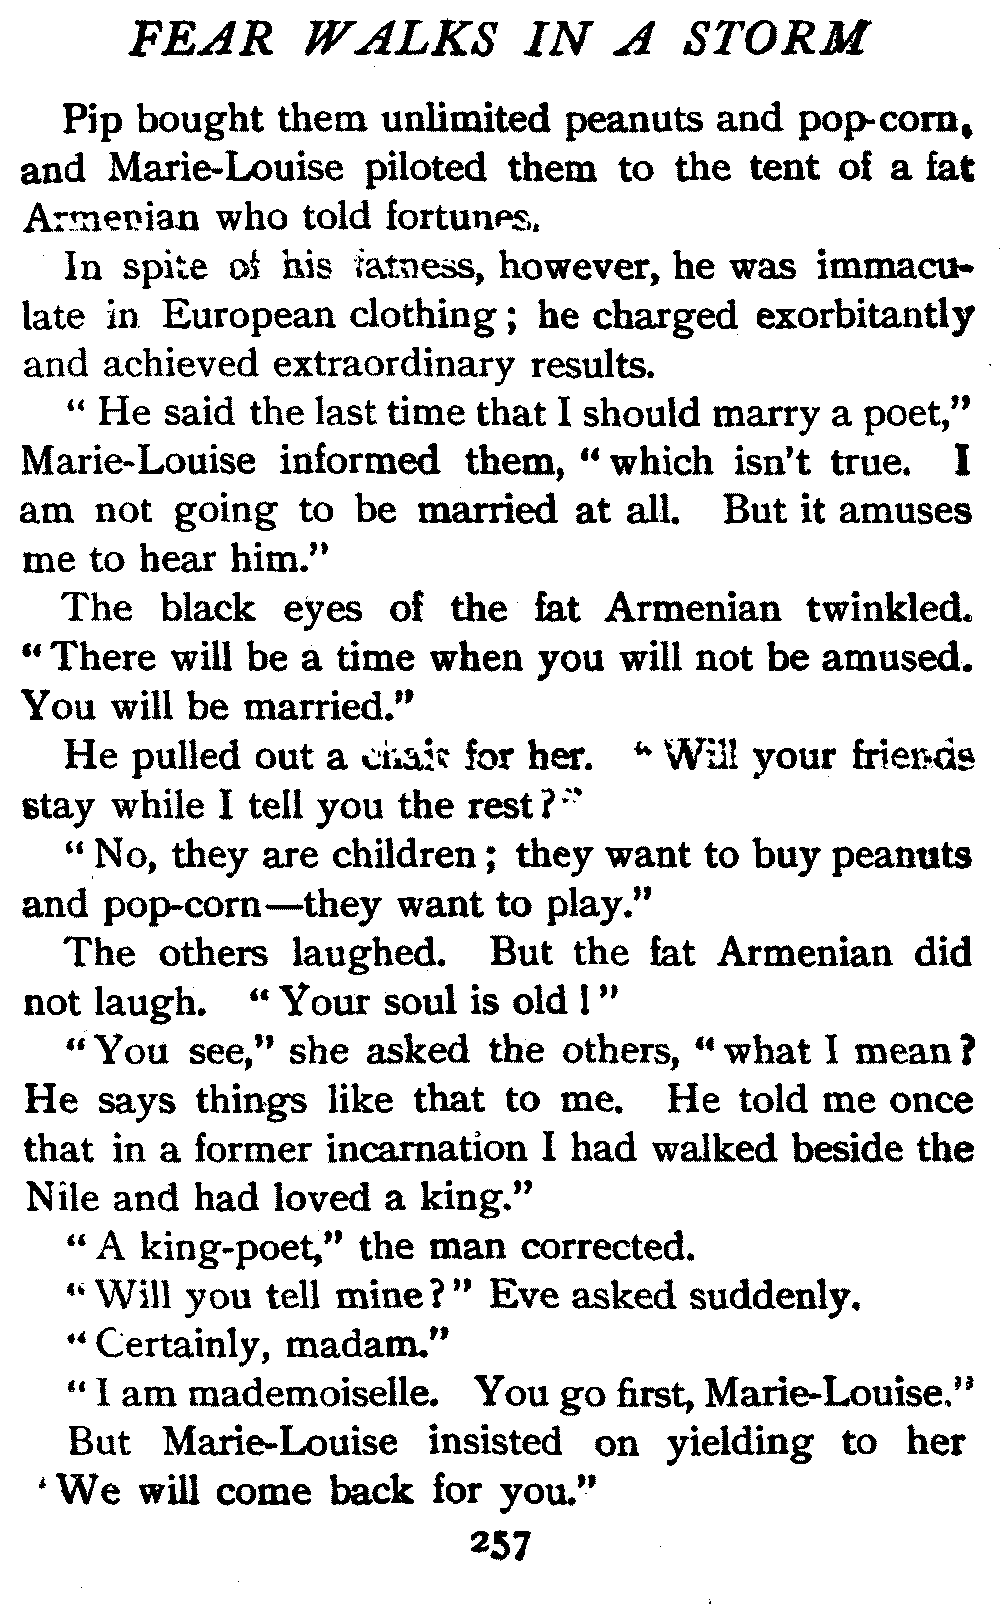 FEAR WALKS IN A STORM
Pip bought them unlimited peanuts and pop-corn,
and Marie-Louise piloted them to the tent of a fat
Armenian who told fortunes.
In spite of his fatness, however, he was immacu-
late in European clothing; he charged exorbitantly
and achieved extraordinary results.
"He said the last time that I should marry a poet,"
Marie-Louise informed them, "which isn't true. I
am not going to be married at all. But it amuses
me to hear him."
The black eyes of the fat Armenian twinkled.
"There will be a time when you will not be amused.
You will be married."
He pulled out a chair for her. "Will your friends
stay while I tell you the rest?"
"No, they are children; they want to buy peanuts
and pop-corn—they want to play."
The others laughed. But the fat Armenian did
not laugh. "Your soul is old!"
"You see," she asked the others, "what I mean?
He says things like that to me. He told me once
that in a former incarnation I had walked beside the
Nile and had loved a king."
"A king-poet," the man corrected.
"Will you tell mine?" Eve asked suddenly.
"Certainly, madam."
"I am mademoiselle. You go first, Marie-Louise."
But Marie-Louise insisted on yielding to her
'We will come back for you."
257